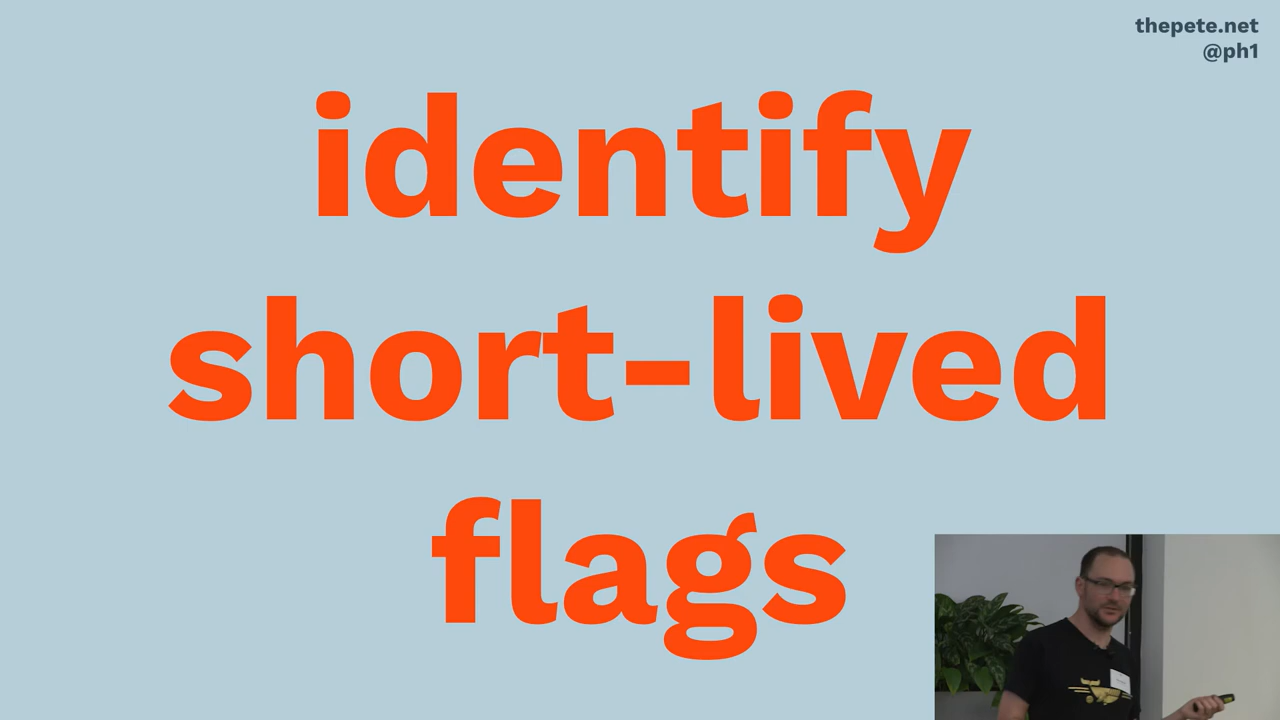 thepete.net
@ph1
identify
short-lived
flags